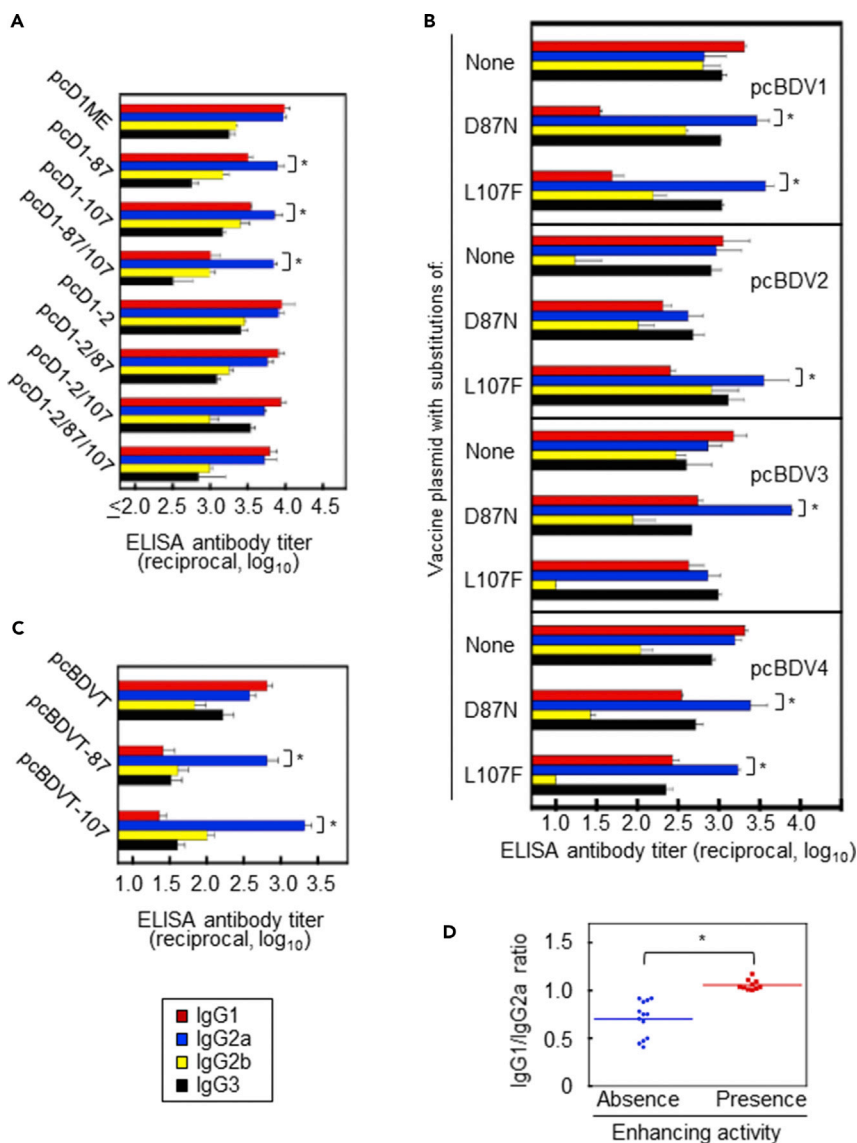 A
pcD1ME
pcD1-87
pcD1-107
pcD1-87/107
pcD1-2
pcD1-2/87
pcD1-2/107
pcD1-2/87/107
*
*
*
≤2.0 2.5 3.0 3.5 4.0 4.5
ELISA antibody titer
(reciprocal, log10)
B
Vaccine plasmid with substitutions of:
None
pcBDV1
D87N
*
L107F
*
None
pcBDV2
D87N
L107F
*
None
pcBDV3
D87N
*
L107F
None
pcBDV4
D87N
*
L107F
*
1.0 1.5 2.0 2.5 3.0 3.5 4.0
ELISA antibody titer (reciprocal, log10)
C
pcBDVT
pcBDVT-87
pcBDVT-107
*
*
1.0 1.5 2.0 2.5 3.0 3.5
ELISA antibody titer
(reciprocal, log10)
IgG1
IgG2a
IgG2b
IgG3
D
IgG1/IgG2a ratio
1.5
1.0
0.5
0
*
Absence Presence
Enhancing activity